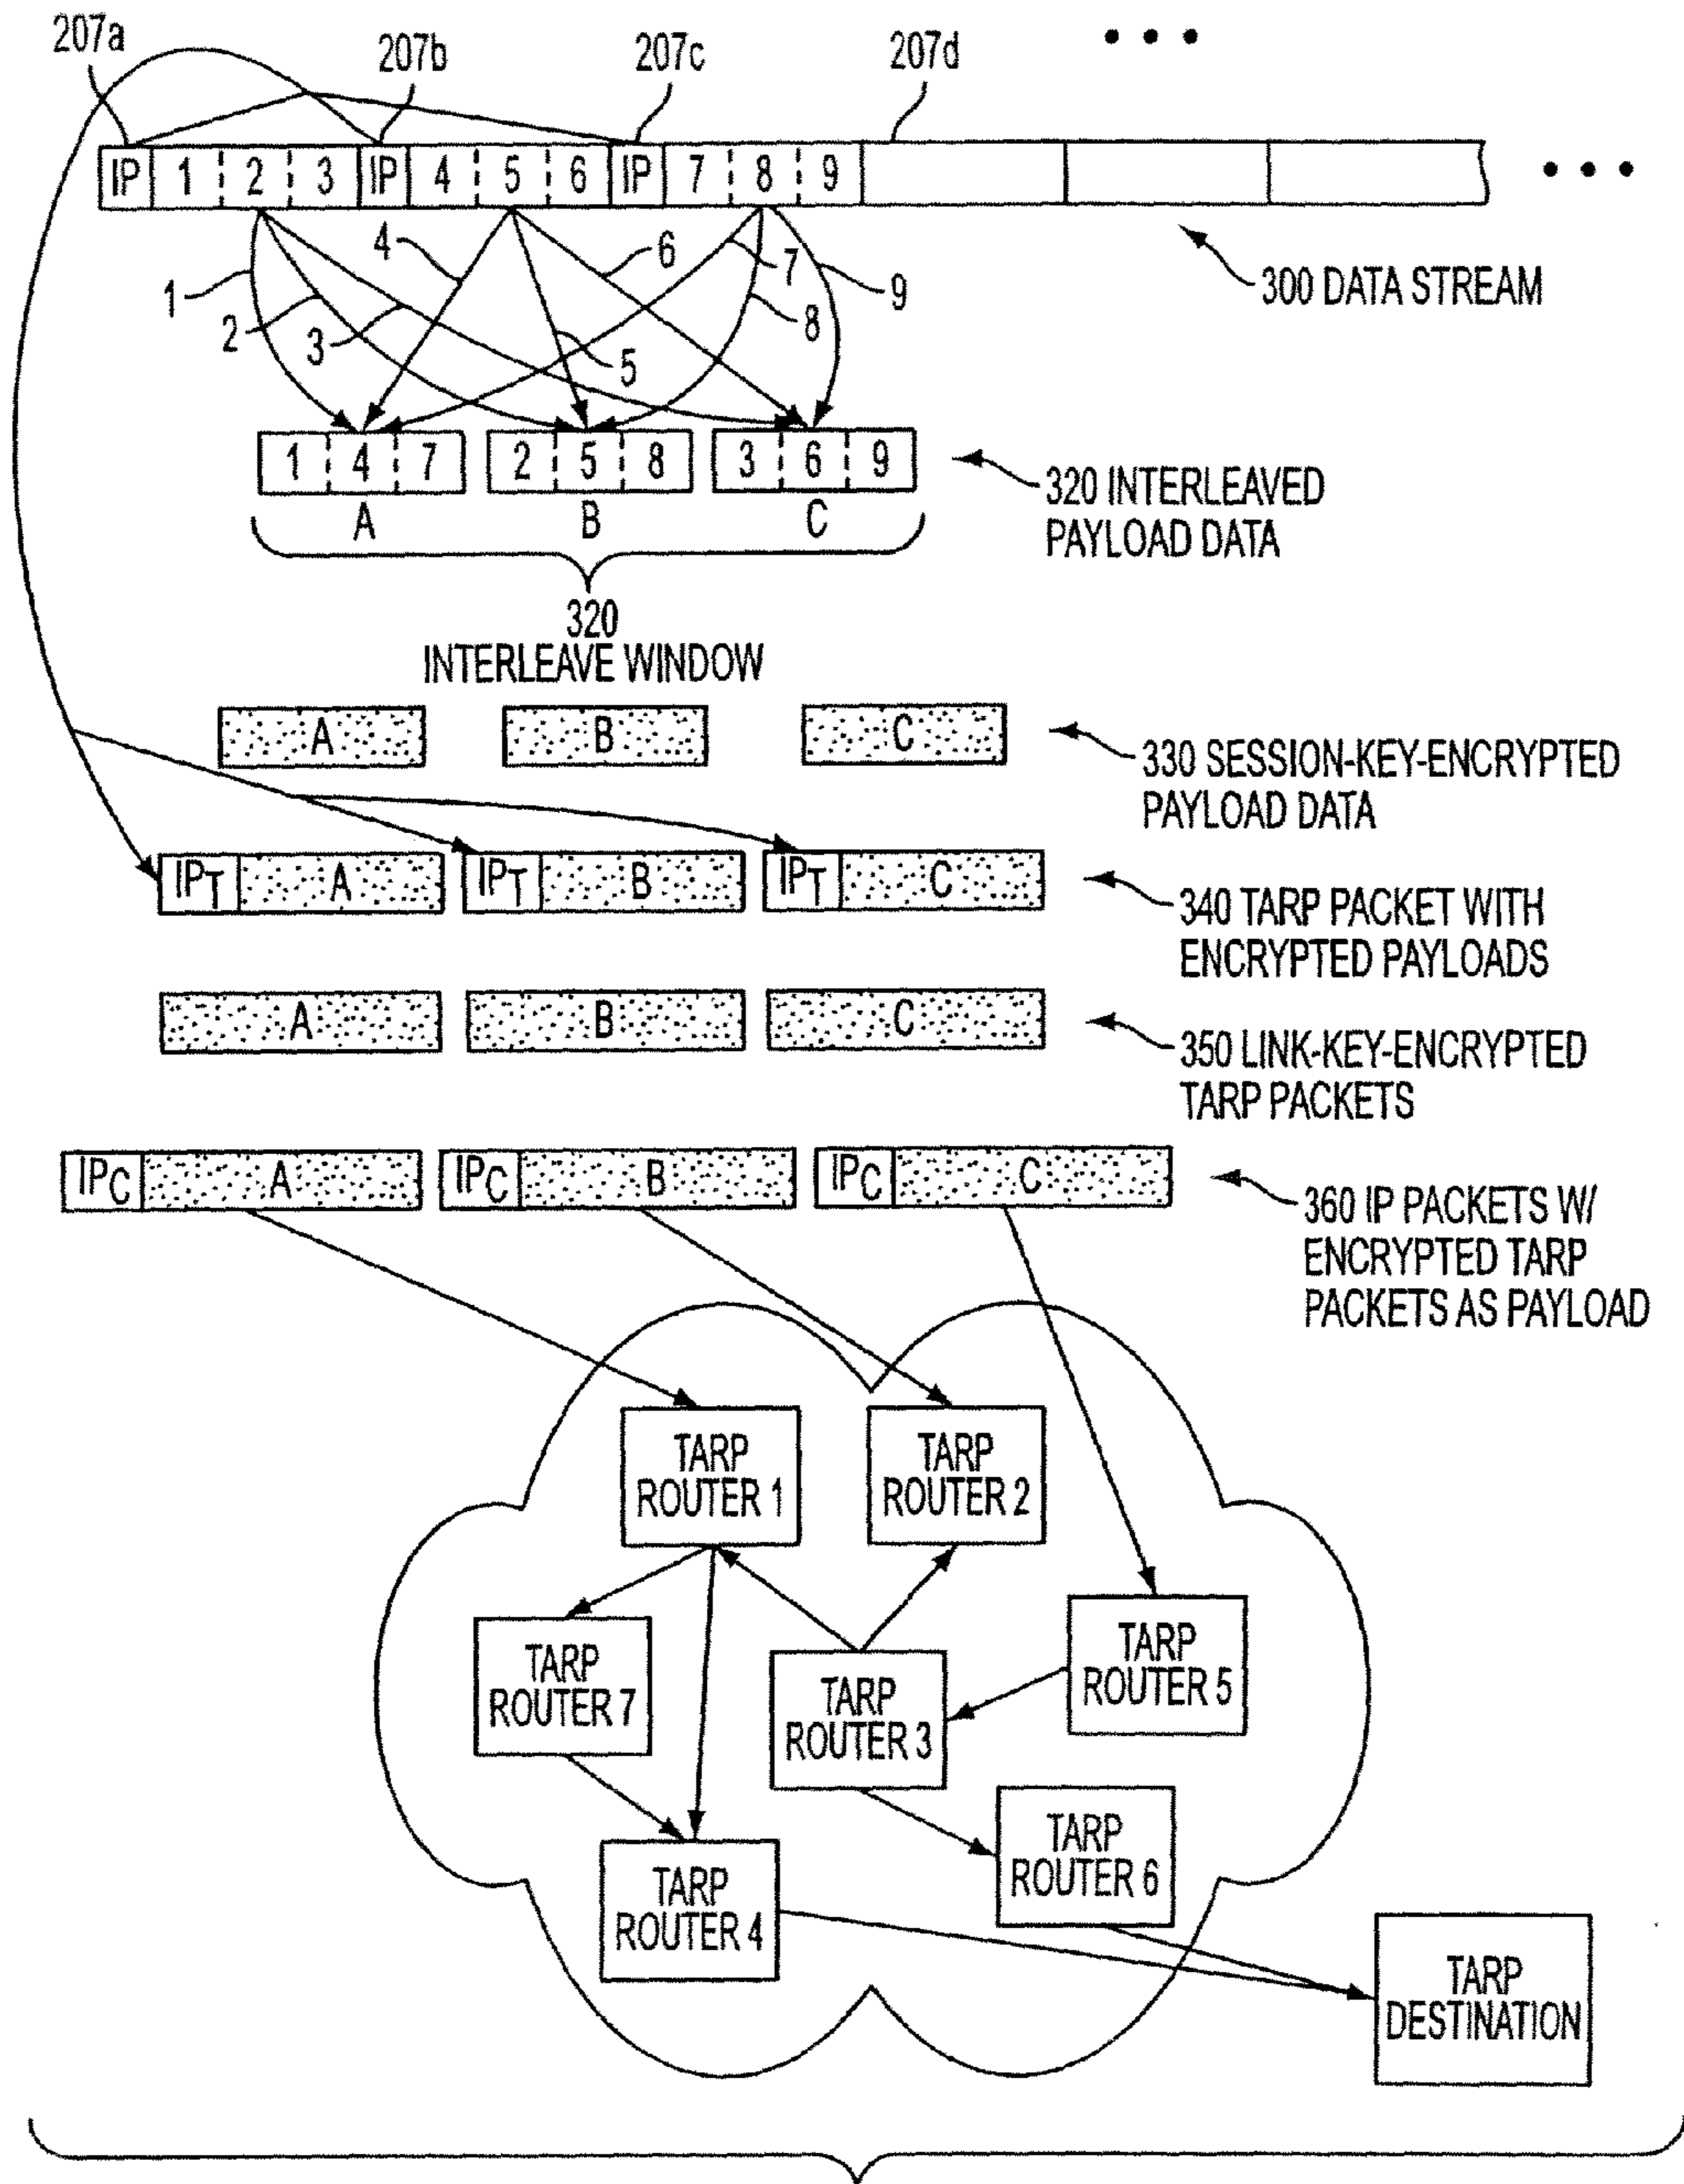 207a 207b 207c 207d • • •
IP 1 2 3 IP 4 5 6 IP 7 8 9 • • •
300 DATA STREAM
1 2 3 4 5 6 7 8 9
1 4 7 2 5 8 3 6 9
A B C
320 INTERLEAVED
PAYLOAD DATA
320
INTERLEAVE WINDOW
A B C
330 SESSION-KEY-ENCRYPTED
PAYLOAD DATA
IPT A IPT B IPT C
340 TARP PACKET WITH
ENCRYPTED PAYLOADS
A B C
350 LINK-KEY-ENCRYPTED
TARP PACKETS
IPC A IPC B IPC C
360 IP PACKETS W/
ENCRYPTED TARP
PACKETS AS PAYLOAD
TARP
ROUTER 1
TARP
ROUTER 2
TARP
ROUTER 5
TARP
ROUTER 7
TARP
ROUTER 3
TARP
ROUTER 6
TARP
ROUTER 4
TARP
DESTINATION